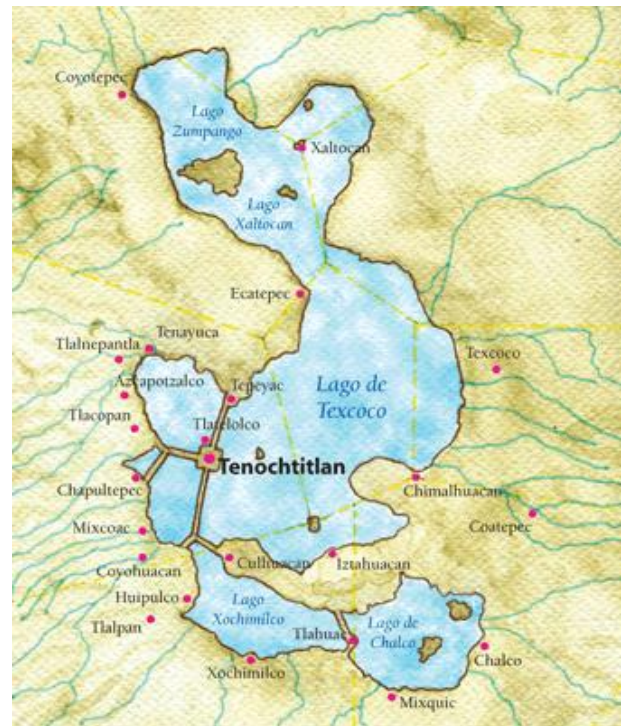 Coyotepec
Lago
Zumpango
Xaltocan
Lago
Xaltocan
Ecatepec
Tenayuca
Tlalnepantla
Texcoco
Azcapotzalco
Tepeyac
Lago de
Texcoco
Tlacopan
Tlatelolco
Tenochtitlan
Chapultepec
Chimalhuacan
Coatepec
Mixcoac
Culhuacan
Iztahuacan
Coyohuacan
Huipulco
Lago
Xochimilco
Tlalpan
Tlahuac
Lago de
Chalco
Chalco
Xochimilco
Mixquic